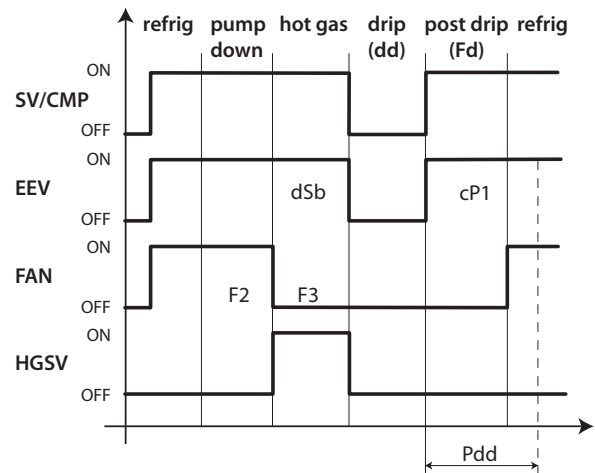 refrig pump hot gas drip post drip refrig
down (dd) (Fd)
ON
SV/CMP
OFF
ON
EEV dSb cP1
OFF
ON
FAN
F2 F3
OFF
ON
HGSV
OFF
Pdd